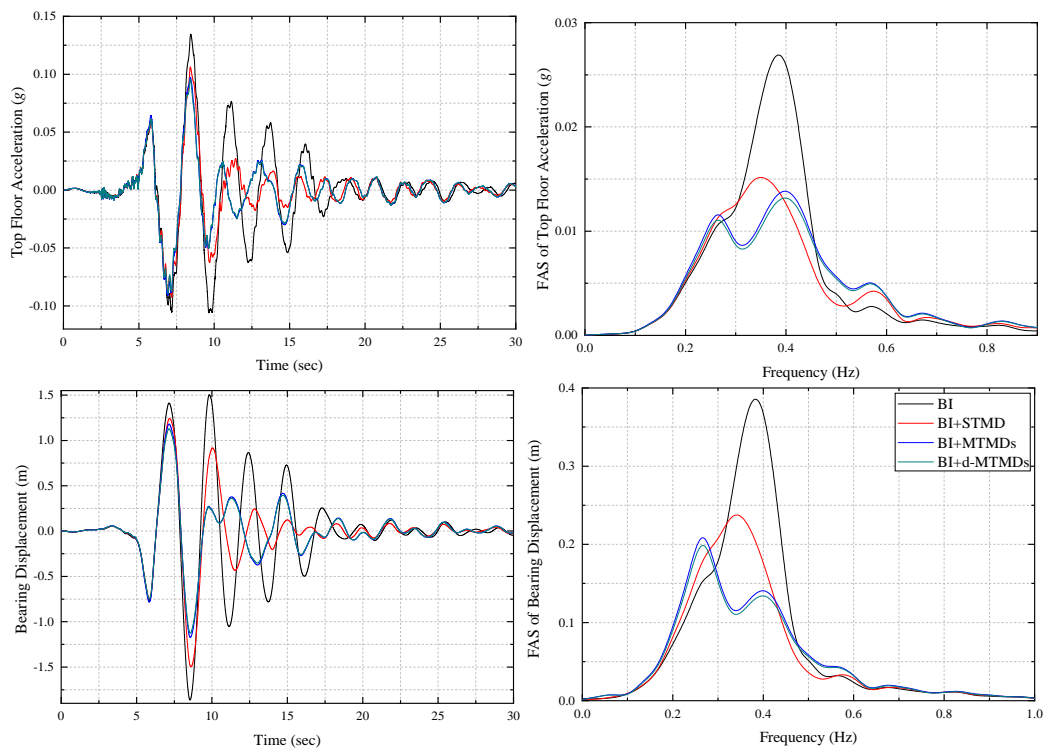 0.15
0.10
0.05
0.00
-0.05
-0.10
Top Floor Acceleration (g)
0 5 10 15 20 25 30
Time (sec)
0.03
0.02
0.01
0.00
FAS of Top Floor Acceleration (g)
0.0 0.2 0.4 0.6 0.8
Frequency (Hz)
1.5
1.0
0.5
0.0
-0.5
-1.0
-1.5
Bearing Displacement (m)
0 5 10 15 20 25 30
Time (sec)
0.4
0.3
0.2
0.1
0.0
FAS of Bearing Displacement (m)
BI
BI+STMD
BI+MTMDs
BI+d-MTMDs
0.0 0.2 0.4 0.6 0.8 1.0
Frequency (Hz)